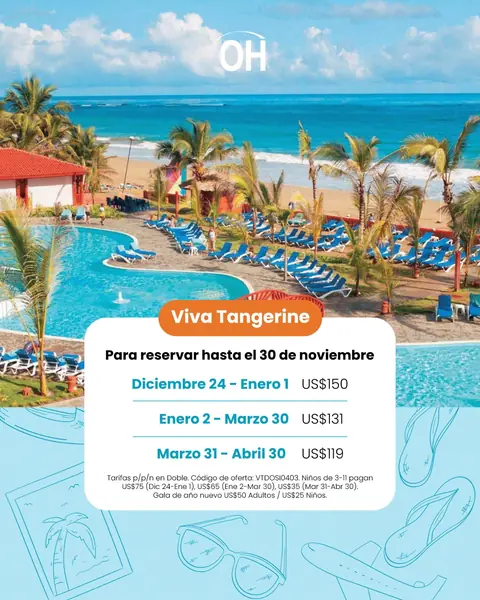 OH
Viva Tangerine
Para reservar hasta el 30 de noviembre
Diciembre 24 - Enero 1 US$150
Enero 2 - Marzo 30 US$131
Marzo 31 - Abril 30 US$119
Tarifas p/p/n en Doble. Código de oferta: VTDOSI0403. Niños de 3-11 pagan
US$75 (Dic 24-Ene 1), US$65 (Ene 2-Mar 30), US$35 (Mar 31-Abr 30).
Gala de año nuevo US$50 Adultos / US$25 Niños.